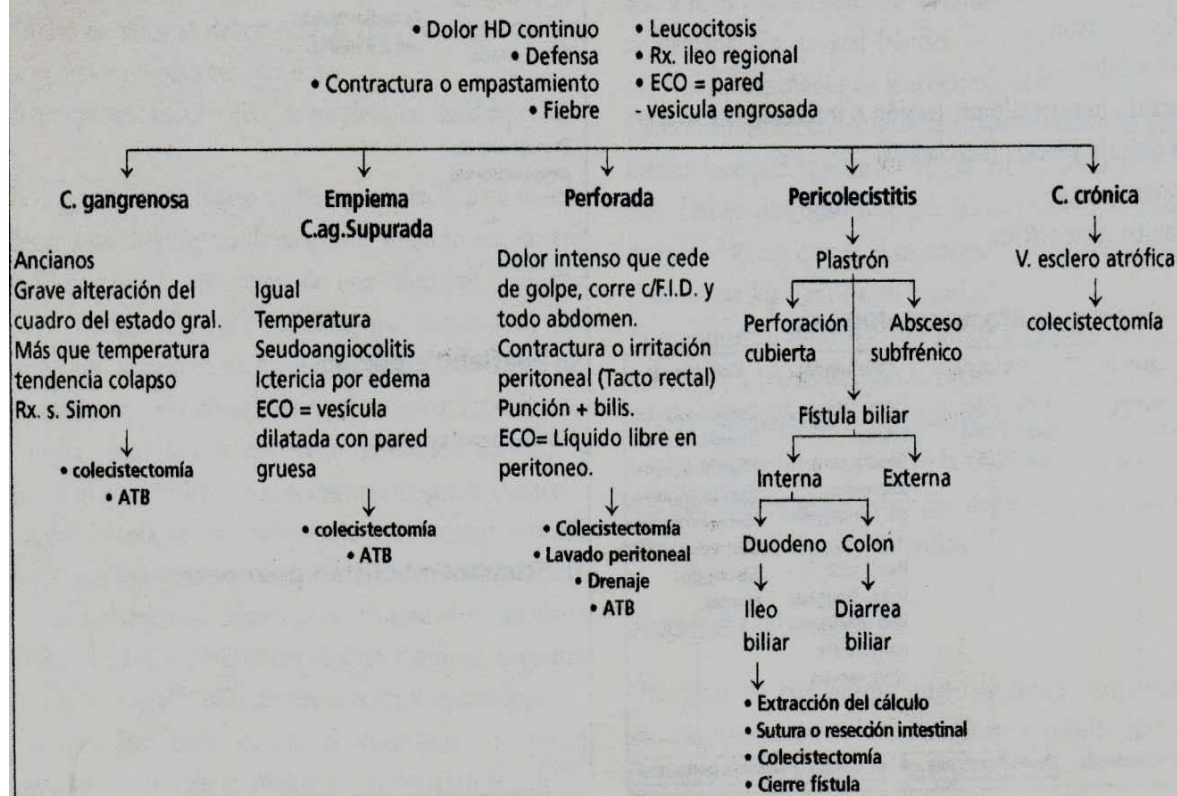 • Dolor HD continuo
• Defensa
• Contractura o empastamiento
• Fiebre
• Leucocitosis
• Rx. ileo regional
• ECO = pared
- vesicula engrosada
C. gangrenosa
Ancianos
Grave alteración del
cuadro del estado gral.
Más que temperatura
tendencia colapso
Rx. s. Simon
• colecistectomía
• ATB
Empiema
C.ag.Supurada
Igual
Temperatura
Seudoangiocolitis
Ictericia por edema
ECO = vesícula
dilatada con pared
gruesa
• colecistectomía
• ATB
Perforada
Dolor intenso que cede
de golpe, corre c/F.I.D. y
todo abdomen.
Contractura o irritación
peritoneal (Tacto rectal)
Punción + bilis.
ECO= Líquido libre en
peritoneo.
• Colecistectomía
• Lavado peritoneal
• Drenaje
• ATB
Pericolecistitis
Plastrón
Perforación
cubierta
Absceso
subfrénico
Fístula biliar
Interna
Externa
Duodeno
Colon
Ileo
biliar
Diarrea
biliar
• Extracción del cálculo
• Sutura o resección intestinal
• Colecistectomía
• Cierre fístula
C. crónica
V. esclero atrófica
colecistectomía